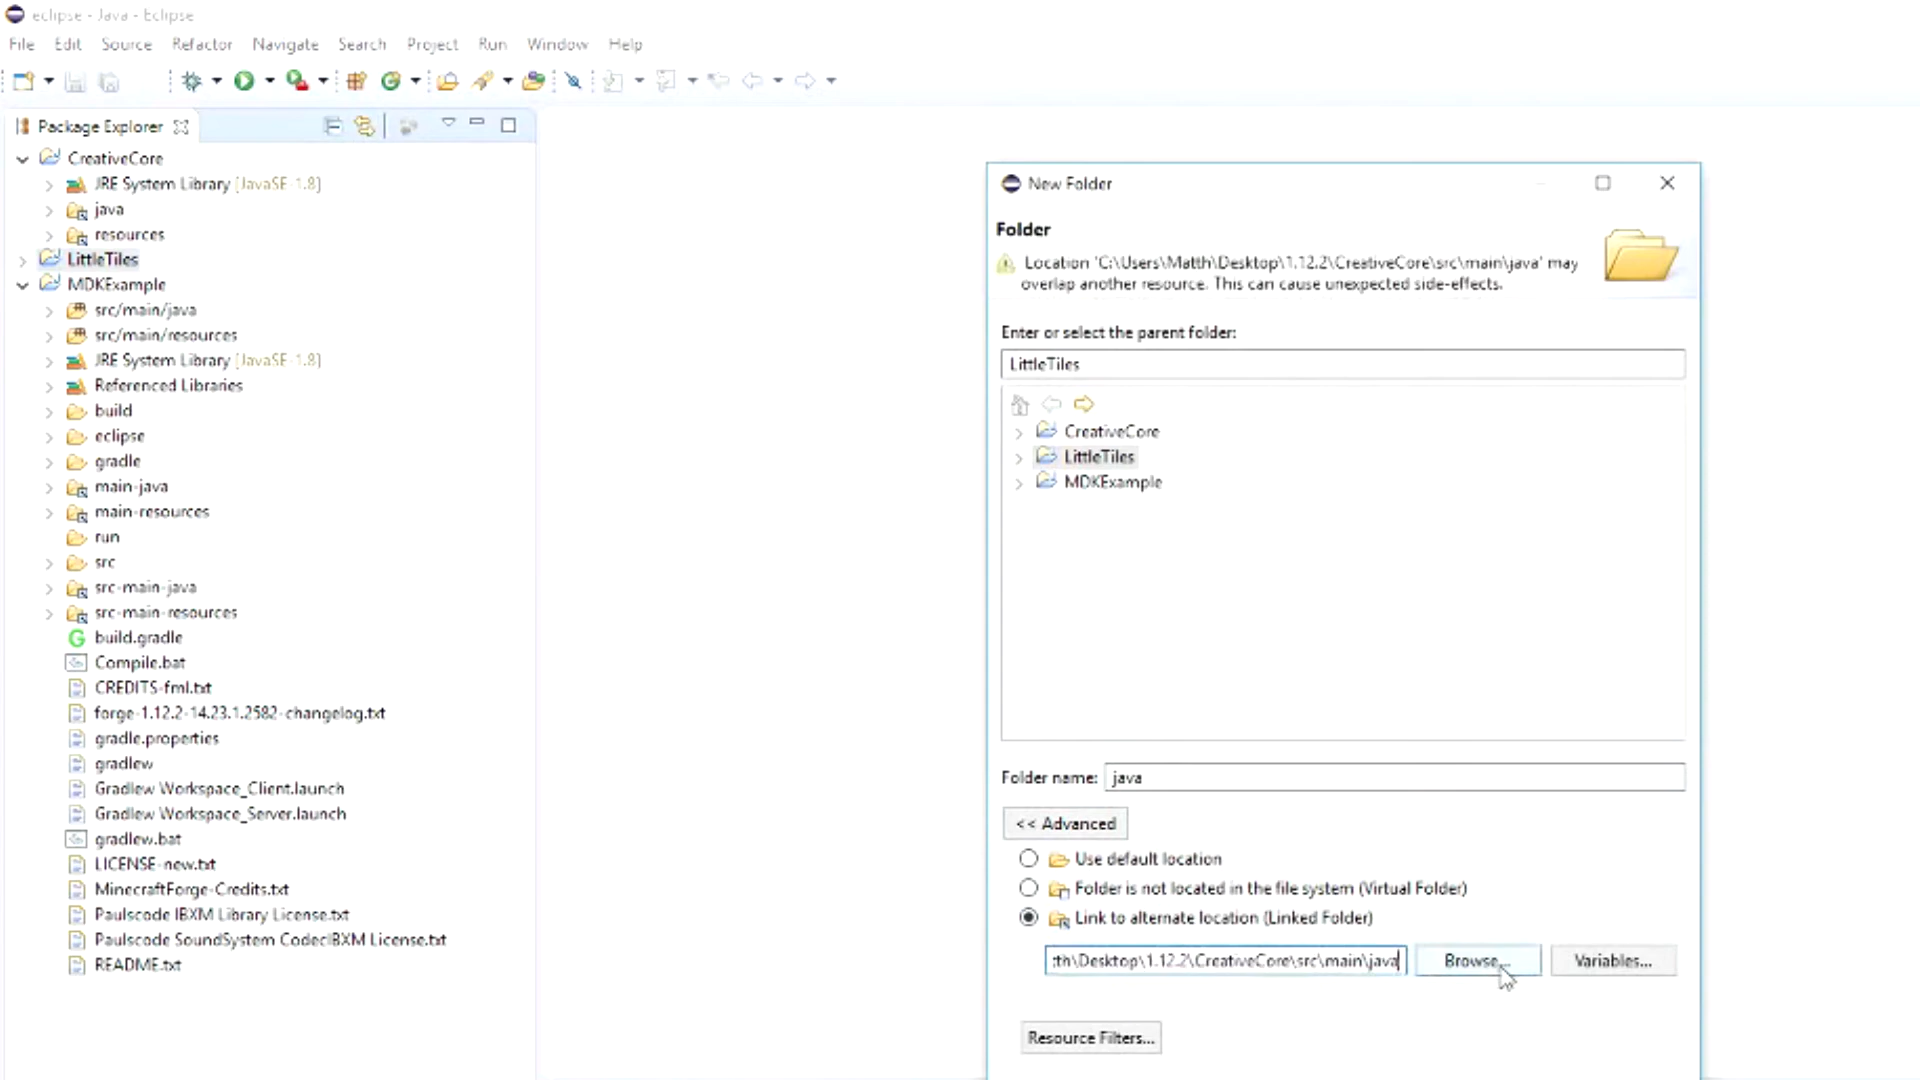 eclipse - Java - Eclipse
File Edit Source Refactor Navigate Search Project Run Window Help
Package Explorer
CreativeCore
JRE System Library [JavaSE-1.8]
java
resources
LittleTiles
MDKExample
src/main/java
src/main/resources
JRE System Library [JavaSE-1.8]
Referenced Libraries
build
eclipse
gradle
main-java
main-resources
run
src
src-main-java
src-main-resources
build.gradle
Compile.bat
CREDITS-fml.txt
forge-1.12.2-14.23.1.2582-changelog.txt
gradle.properties
gradlew
Gradlew Workspace_Client.launch
Gradlew Workspace_Server.launch
gradlew.bat
LICENSE-new.txt
MinecraftForge-Credits.txt
Paulscode IBXM Library License.txt
Paulscode SoundSystem CodecIBXM License.txt
README.txt
New Folder
Folder
Location 'C:\Users\Matth\Desktop\1.12.2\CreativeCore\src\main\java' may
overlap another resource. This can cause unexpected side-effects.
Enter or select the parent folder:
LittleTiles
CreativeCore
LittleTiles
MDKExample
Folder name: java
<< Advanced
Use default location
Folder is not located in the file system (Virtual Folder)
Link to alternate location (Linked Folder)
:th\Desktop\1.12.2\CreativeCore\src\main\java Browse... Variables...
Resource Filters...